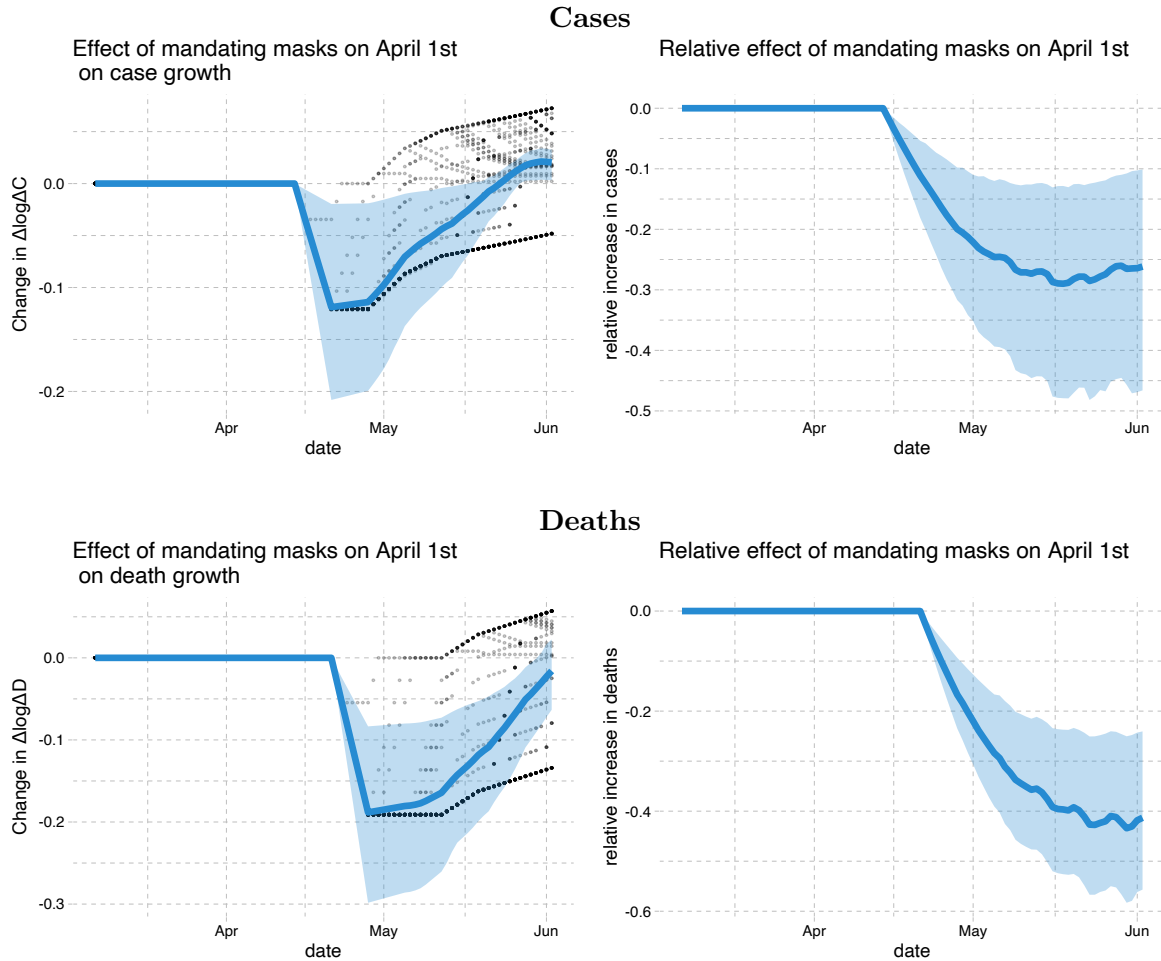 Cases
Effect of mandating masks on April 1st
on case growth
Change in ΔlogΔC
0.0
-0.1
-0.2
Apr
May
Jun
date
Relative effect of mandating masks on April 1st
relative increase in cases
0.0
-0.1
-0.2
-0.3
-0.4
-0.5
Apr
May
Jun
date
Deaths
Effect of mandating masks on April 1st
on death growth
Change in ΔlogΔD
0.0
-0.1
-0.2
-0.3
Apr
May
Jun
date
Relative effect of mandating masks on April 1st
relative increase in deaths
0.0
-0.2
-0.4
-0.6
Apr
May
Jun
date